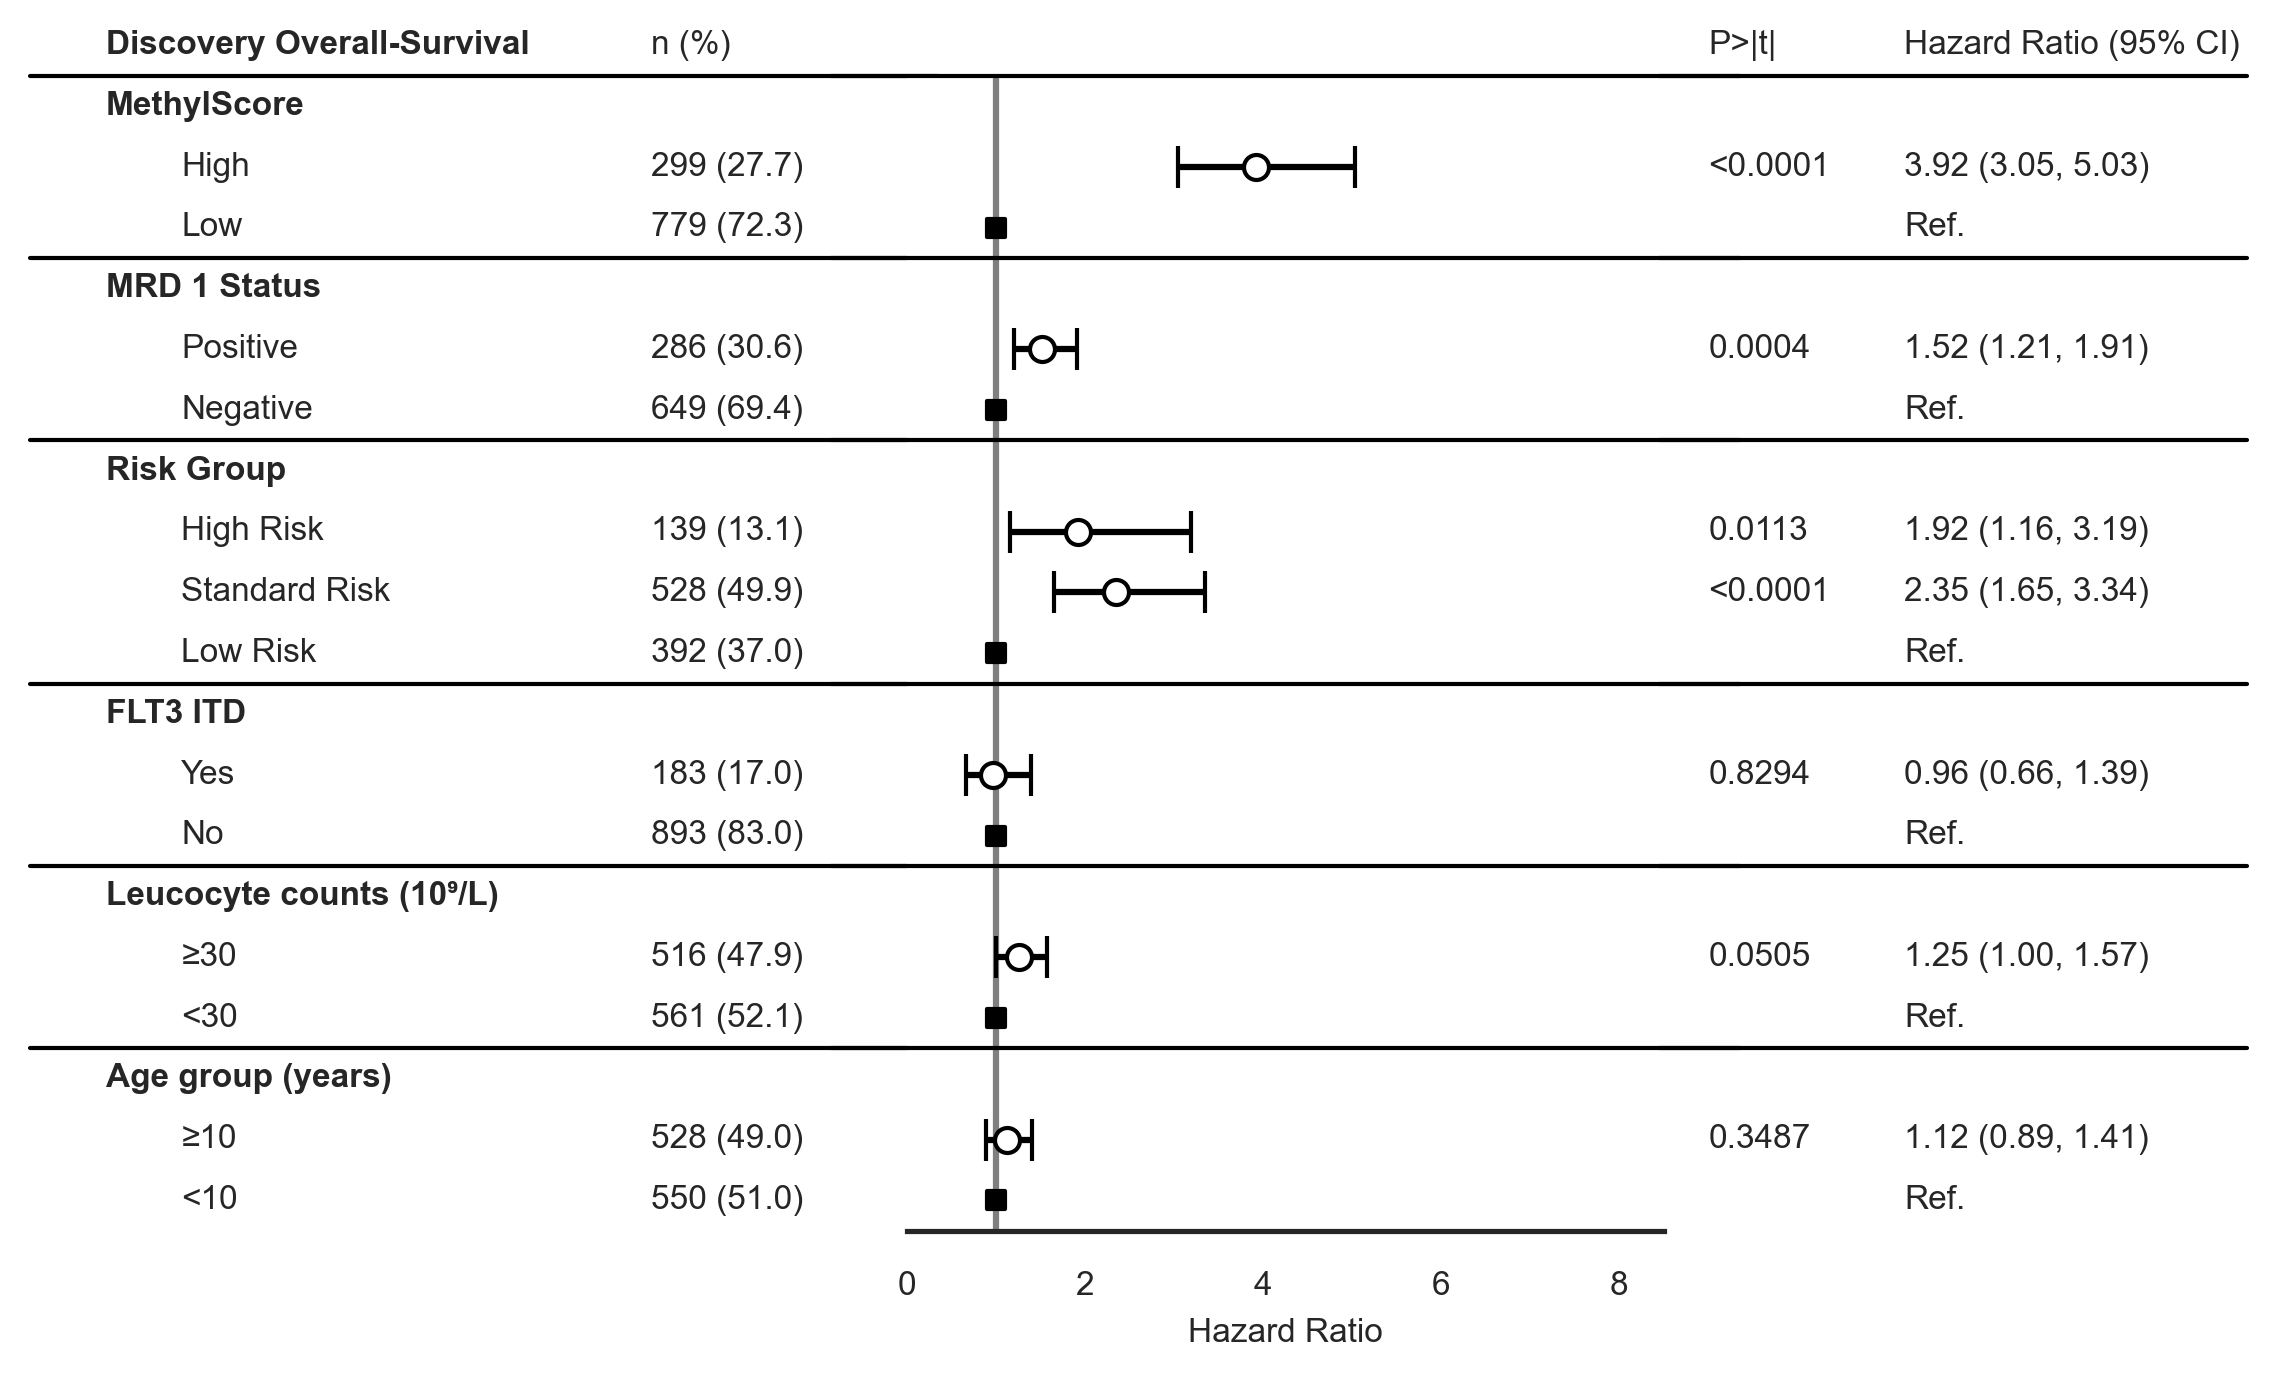 Discovery Overall-Survival n (%) P>|t| Hazard Ratio (95% CI)
MethylScore
High 299 (27.7) <0.0001 3.92 (3.05, 5.03)
Low 779 (72.3) Ref.
MRD 1 Status
Positive 286 (30.6) 0.0004 1.52 (1.21, 1.91)
Negative 649 (69.4) Ref.
Risk Group
High Risk 139 (13.1) 0.0113 1.92 (1.16, 3.19)
Standard Risk 528 (49.9) <0.0001 2.35 (1.65, 3.34)
Low Risk 392 (37.0) Ref.
FLT3 ITD
Yes 183 (17.0) 0.8294 0.96 (0.66, 1.39)
No 893 (83.0) Ref.
Leucocyte counts (10⁹/L)
≥30 516 (47.9) 0.0505 1.25 (1.00, 1.57)
<30 561 (52.1) Ref.
Age group (years)
≥10 528 (49.0) 0.3487 1.12 (0.89, 1.41)
<10 550 (51.0) Ref.
0 2 4 6 8
Hazard Ratio